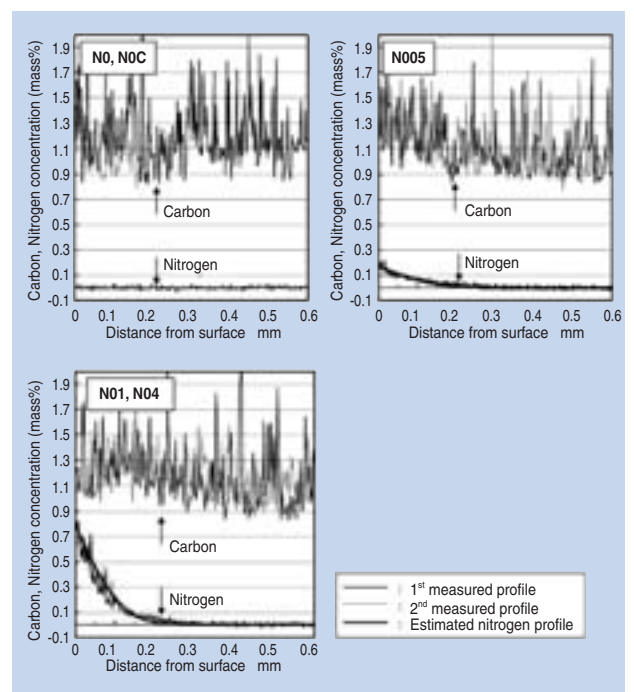 Carbon, Nitrogen concentration (mass%)
1.9
1.7
1.5
1.3
1.1
0.9
0.7
0.5
0.3
0.1
-0.1
N0, N0C
Carbon
Nitrogen
0 0.1 0.2 0.3 0.4 0.5 0.6
Distance from surface mm
Carbon, Nitrogen concentration (mass%)
1.9
1.7
1.5
1.3
1.1
0.9
0.7
0.5
0.3
0.1
-0.1
N005
Carbon
Nitrogen
0 0.1 0.2 0.3 0.4 0.5 0.6
Distance from surface mm
Carbon, Nitrogen concentration (mass%)
1.9
1.7
1.5
1.3
1.1
0.9
0.7
0.5
0.3
0.1
-0.1
N01, N04
Carbon
Nitrogen
0 0.1 0.2 0.3 0.4 0.5 0.6
Distance from surface mm
: 1st measured profile
: 2nd measured profile
: Estimated nitrogen profile